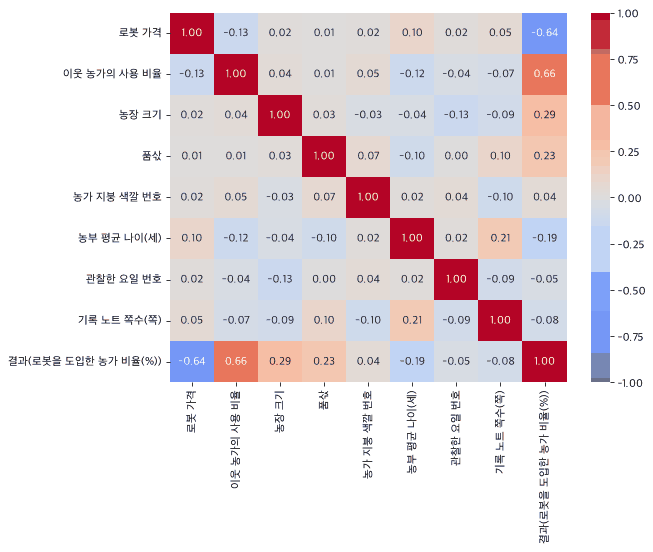 로봇 가격 1.00 -0.13 0.02 0.01 0.02 0.10 0.02 0.05 -0.64
이웃 농가의 사용 비율 -0.13 1.00 0.04 0.01 0.05 -0.12 -0.04 -0.07 0.66
농장 크기 0.02 0.04 1.00 0.03 -0.03 -0.04 -0.13 -0.09 0.29
품삯 0.01 0.01 0.03 1.00 0.07 -0.10 0.00 0.10 0.23
농가 지붕 색깔 번호 0.02 0.05 -0.03 0.07 1.00 0.02 0.04 -0.10 0.04
농부 평균 나이(세) 0.10 -0.12 -0.04 -0.10 0.02 1.00 0.02 0.21 -0.19
관찰한 요일 번호 0.02 -0.04 -0.13 0.00 0.04 0.02 1.00 -0.09 -0.05
기록 노트 쪽수(쪽) 0.05 -0.07 -0.09 0.10 -0.10 0.21 -0.09 1.00 -0.08
결과(로봇을 도입한 농가 비율(%)) -0.64 0.66 0.29 0.23 0.04 -0.19 -0.05 -0.08 1.00
로봇 가격
이웃 농가의 사용 비율
농장 크기
품삯
농가 지붕 색깔 번호
농부 평균 나이(세)
관찰한 요일 번호
기록 노트 쪽수(쪽)
결과(로봇을 도입한 농가 비율(%))
1.00
0.75
0.50
0.25
0.00
-0.25
-0.50
-0.75
-1.00